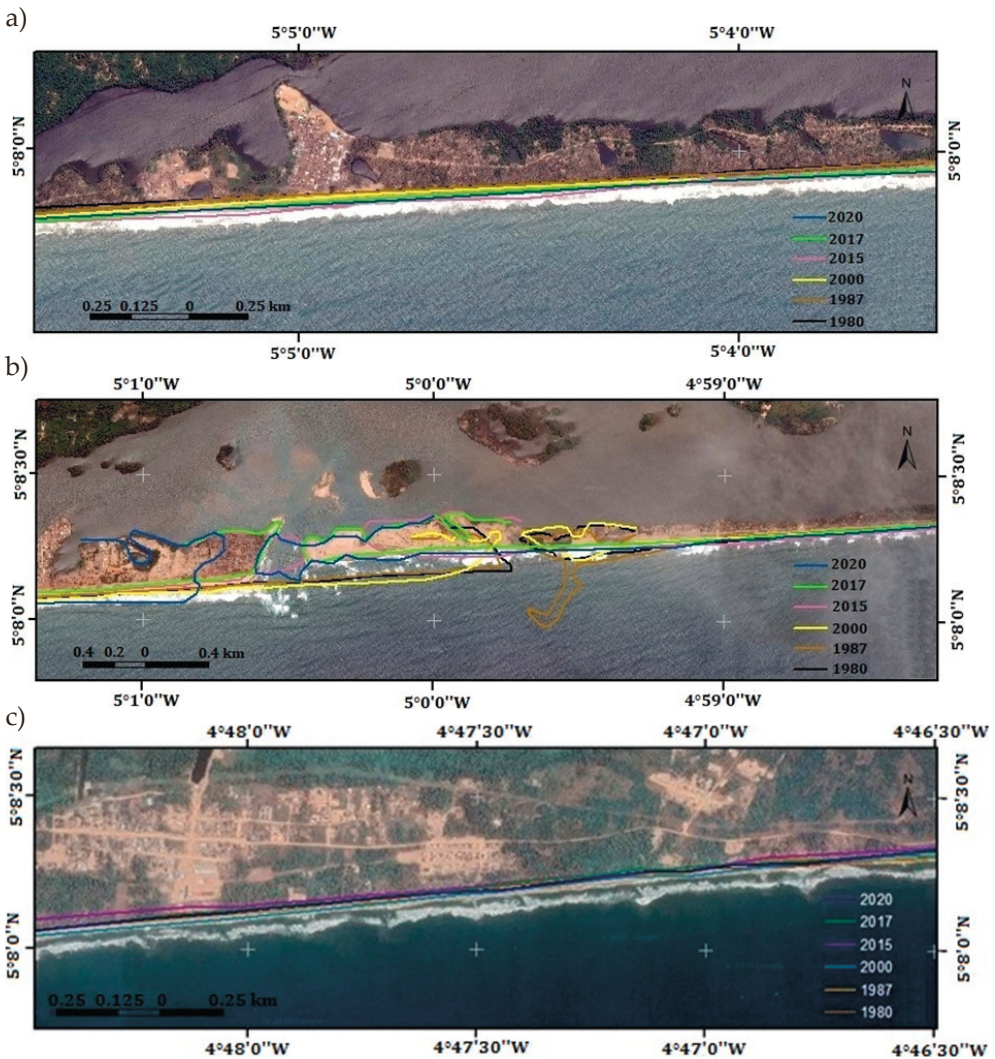 a)
5°5'0"W 5°4'0"W
N
5°8'0"N 5°8'0"N
2020
2017
2015
2000
1987
1980
0.25 0.125 0 0.25 km
5°5'0"W 5°4'0"W
b)
5°1'0"W 5°0'0"W 4°59'0"W
N
5°8'30"N 5°8'30"N
5°8'0"N 5°8'0"N
2020
2017
2015
2000
1987
1980
0.4 0.2 0 0.4 km
5°1'0"W 5°0'0"W 4°59'0"W
c)
4°48'0"W 4°47'30"W 4°47'0"W 4°46'30"W
N
5°8'30"N 5°8'30"N
5°8'0"N 5°8'0"N
2020
2017
2015
2000
1987
1980
0.25 0.125 0 0.25 km
4°48'0"W 4°47'30"W 4°47'0"W 4°46'30"W